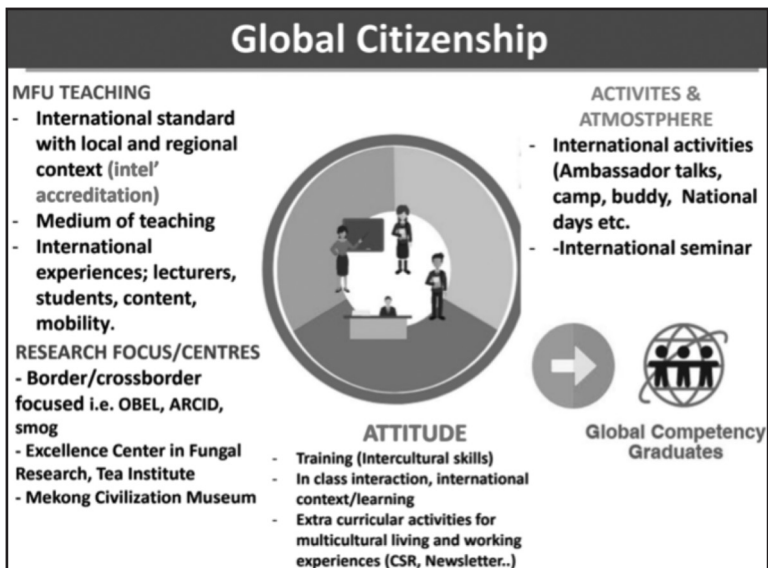 Global Citizenship
MFU TEACHING
- International standard
with local and regional
context (intel'
accreditation)
- Medium of teaching
- International
experiences; lecturers,
students, content,
mobility.
RESEARCH FOCUS/CENTRES
- Border/crossborder
focused i.e. OBEL, ARCID,
smog
- Excellence Center in Fungal
Research, Tea Institute
- Mekong Civilization Museum
ATTITUDE
- Training (Intercultural skills)
- In class interaction, international
context/learning
- Extra curricular activities for
multicultural living and working
experiences (CSR, Newsletter..)
ACTIVITES &
ATMOSTPHERE
- International activities
(Ambassador talks,
camp, buddy, National
days etc.
- -International seminar
Global Competency
Graduates